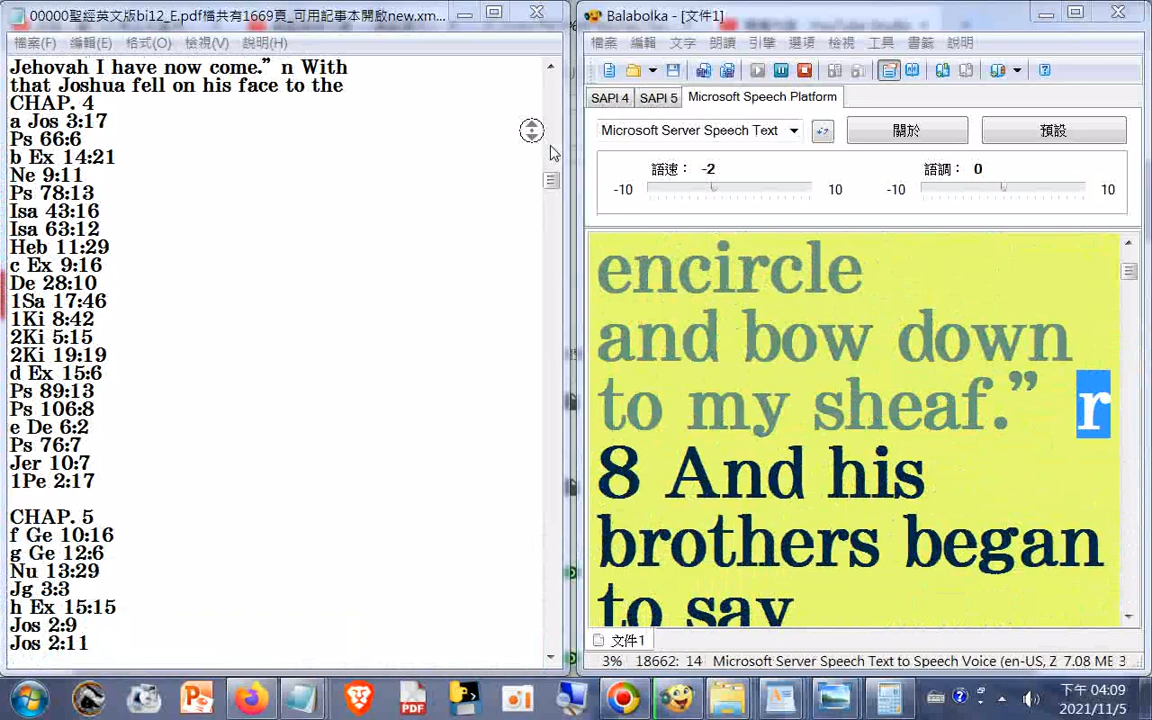 00000聖經英文版bi12_E.pdf檔共有1669頁_可用記事本開啟new.xm...
檔案(F) 編輯(E) 格式(O) 檢視(V) 說明(H)
Jehovah I have now come.” n With
that Joshua fell on his face to the
CHAP. 4
a Jos 3:17
Ps 66:6
b Ex 14:21
Ne 9:11
Ps 78:13
Isa 43:16
Isa 63:12
Heb 11:29
c Ex 9:16
De 28:10
1Sa 17:46
1Ki 8:42
2Ki 5:15
2Ki 19:19
d Ex 15:6
Ps 89:13
Ps 106:8
e De 6:2
Ps 76:7
Jer 10:7
1Pe 2:17
CHAP. 5
f Ge 10:16
g Ge 12:6
Nu 13:29
Jg 3:3
h Ex 15:15
Jos 2:9
Jos 2:11
Balabolka - [文件1]
檔案 編輯 文字 朗讀 引擎 選項 檢視 工具 書籤 說明
SAPI 4 SAPI 5 Microsoft Speech Platform
Microsoft Server Speech Text 關於 預設
語速： -2 語調： 0
-10 10 -10 10
encircle
and bow down
to my sheaf.” r
8 And his
brothers began
to say
文件1
3% 18662: 14 Microsoft Server Speech Text to Speech Voice (en-US, Z 7.08 ME 3
下午 04:09
2021/11/5